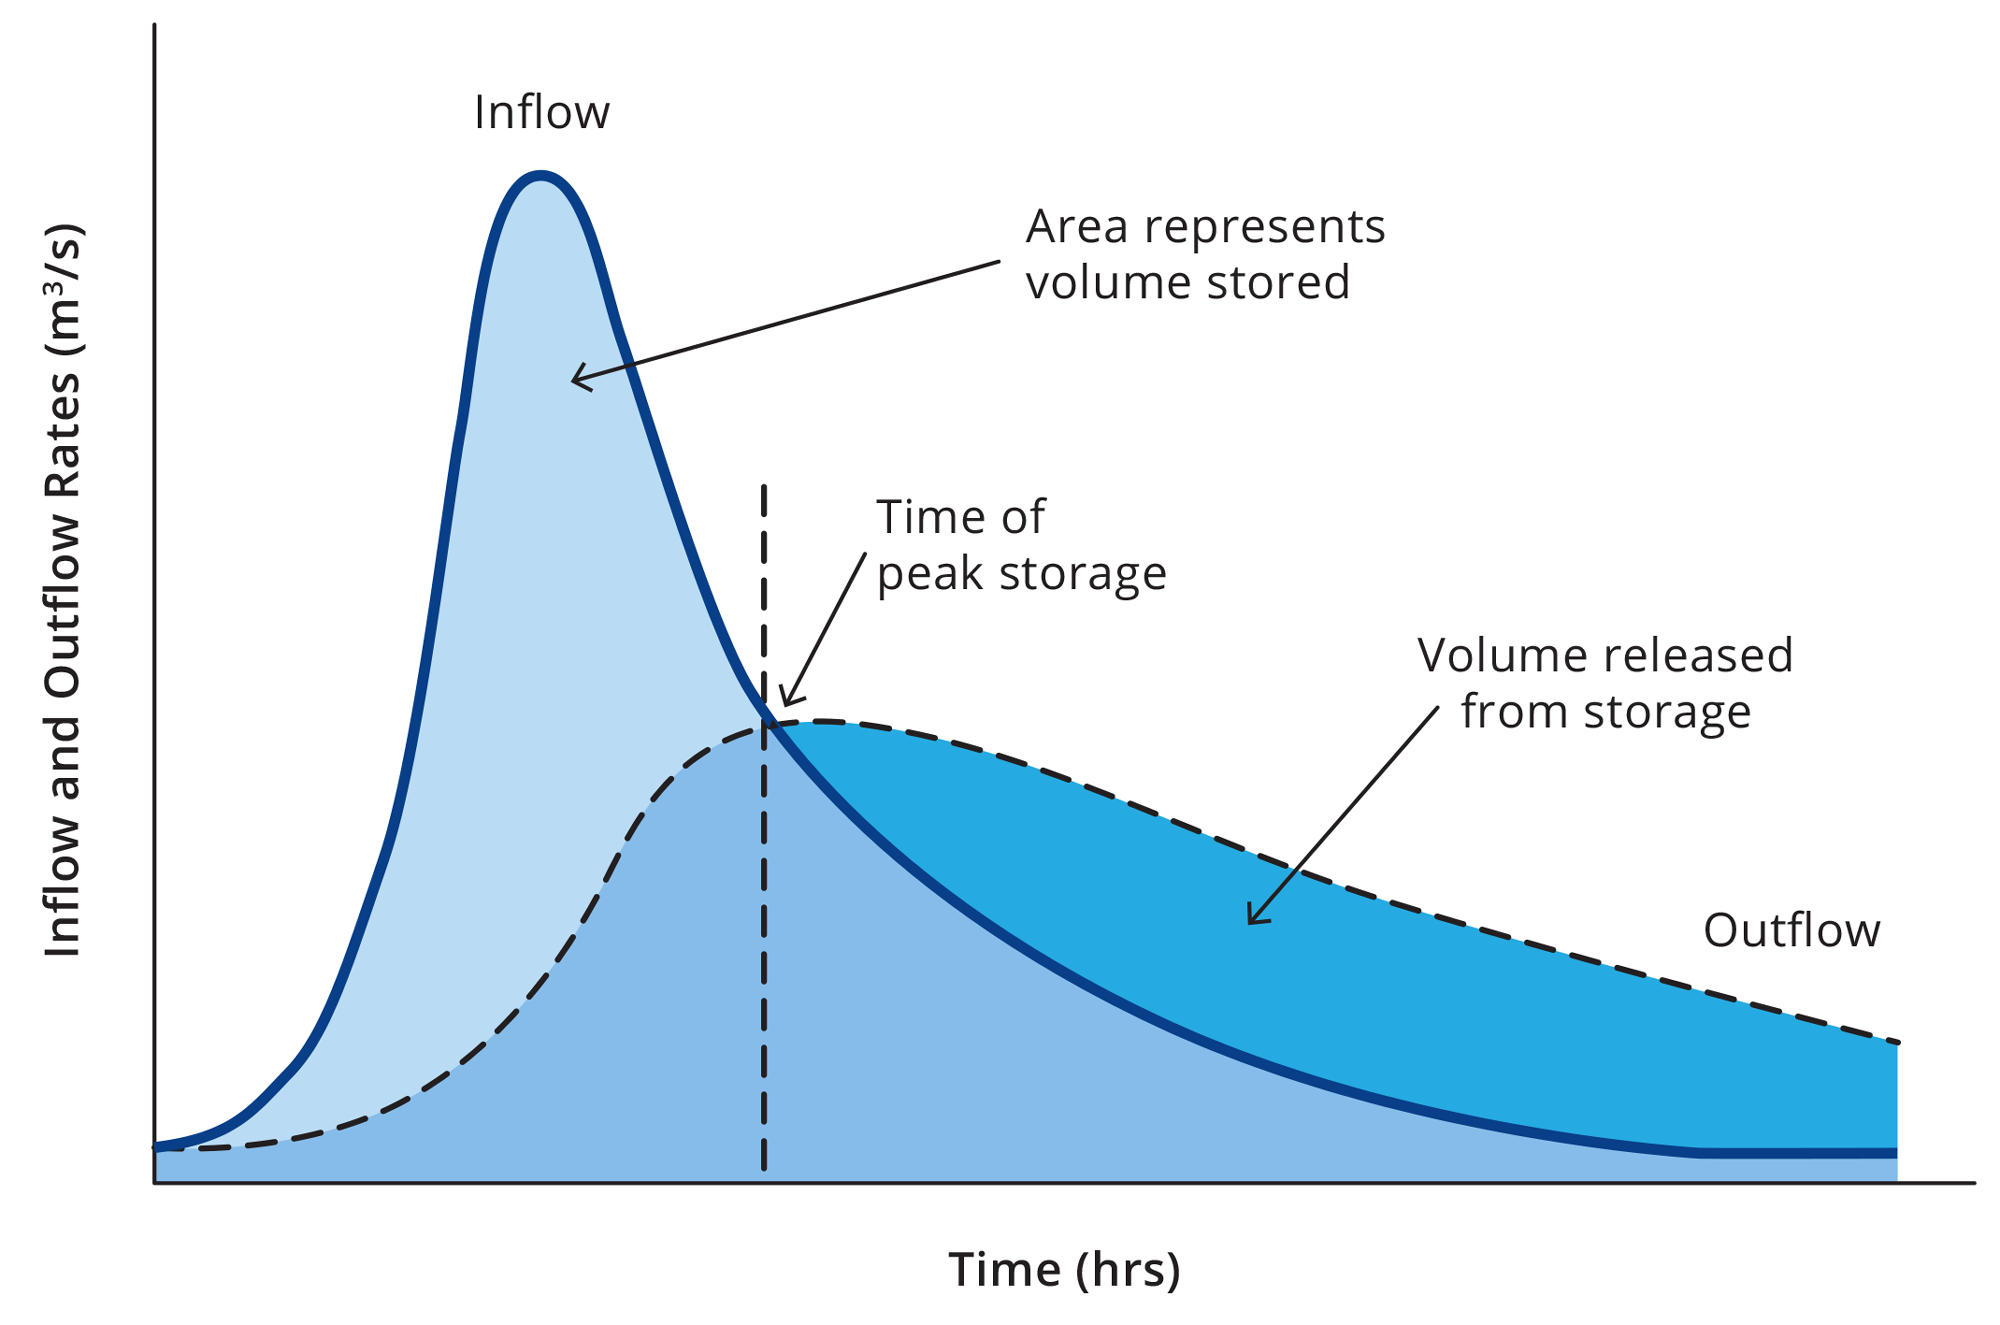 Inflow
Area represents
volume stored
Time of
peak storage
Volume released
from storage
Outflow
Inflow and Outflow Rates (m³/s)
Time (hrs)